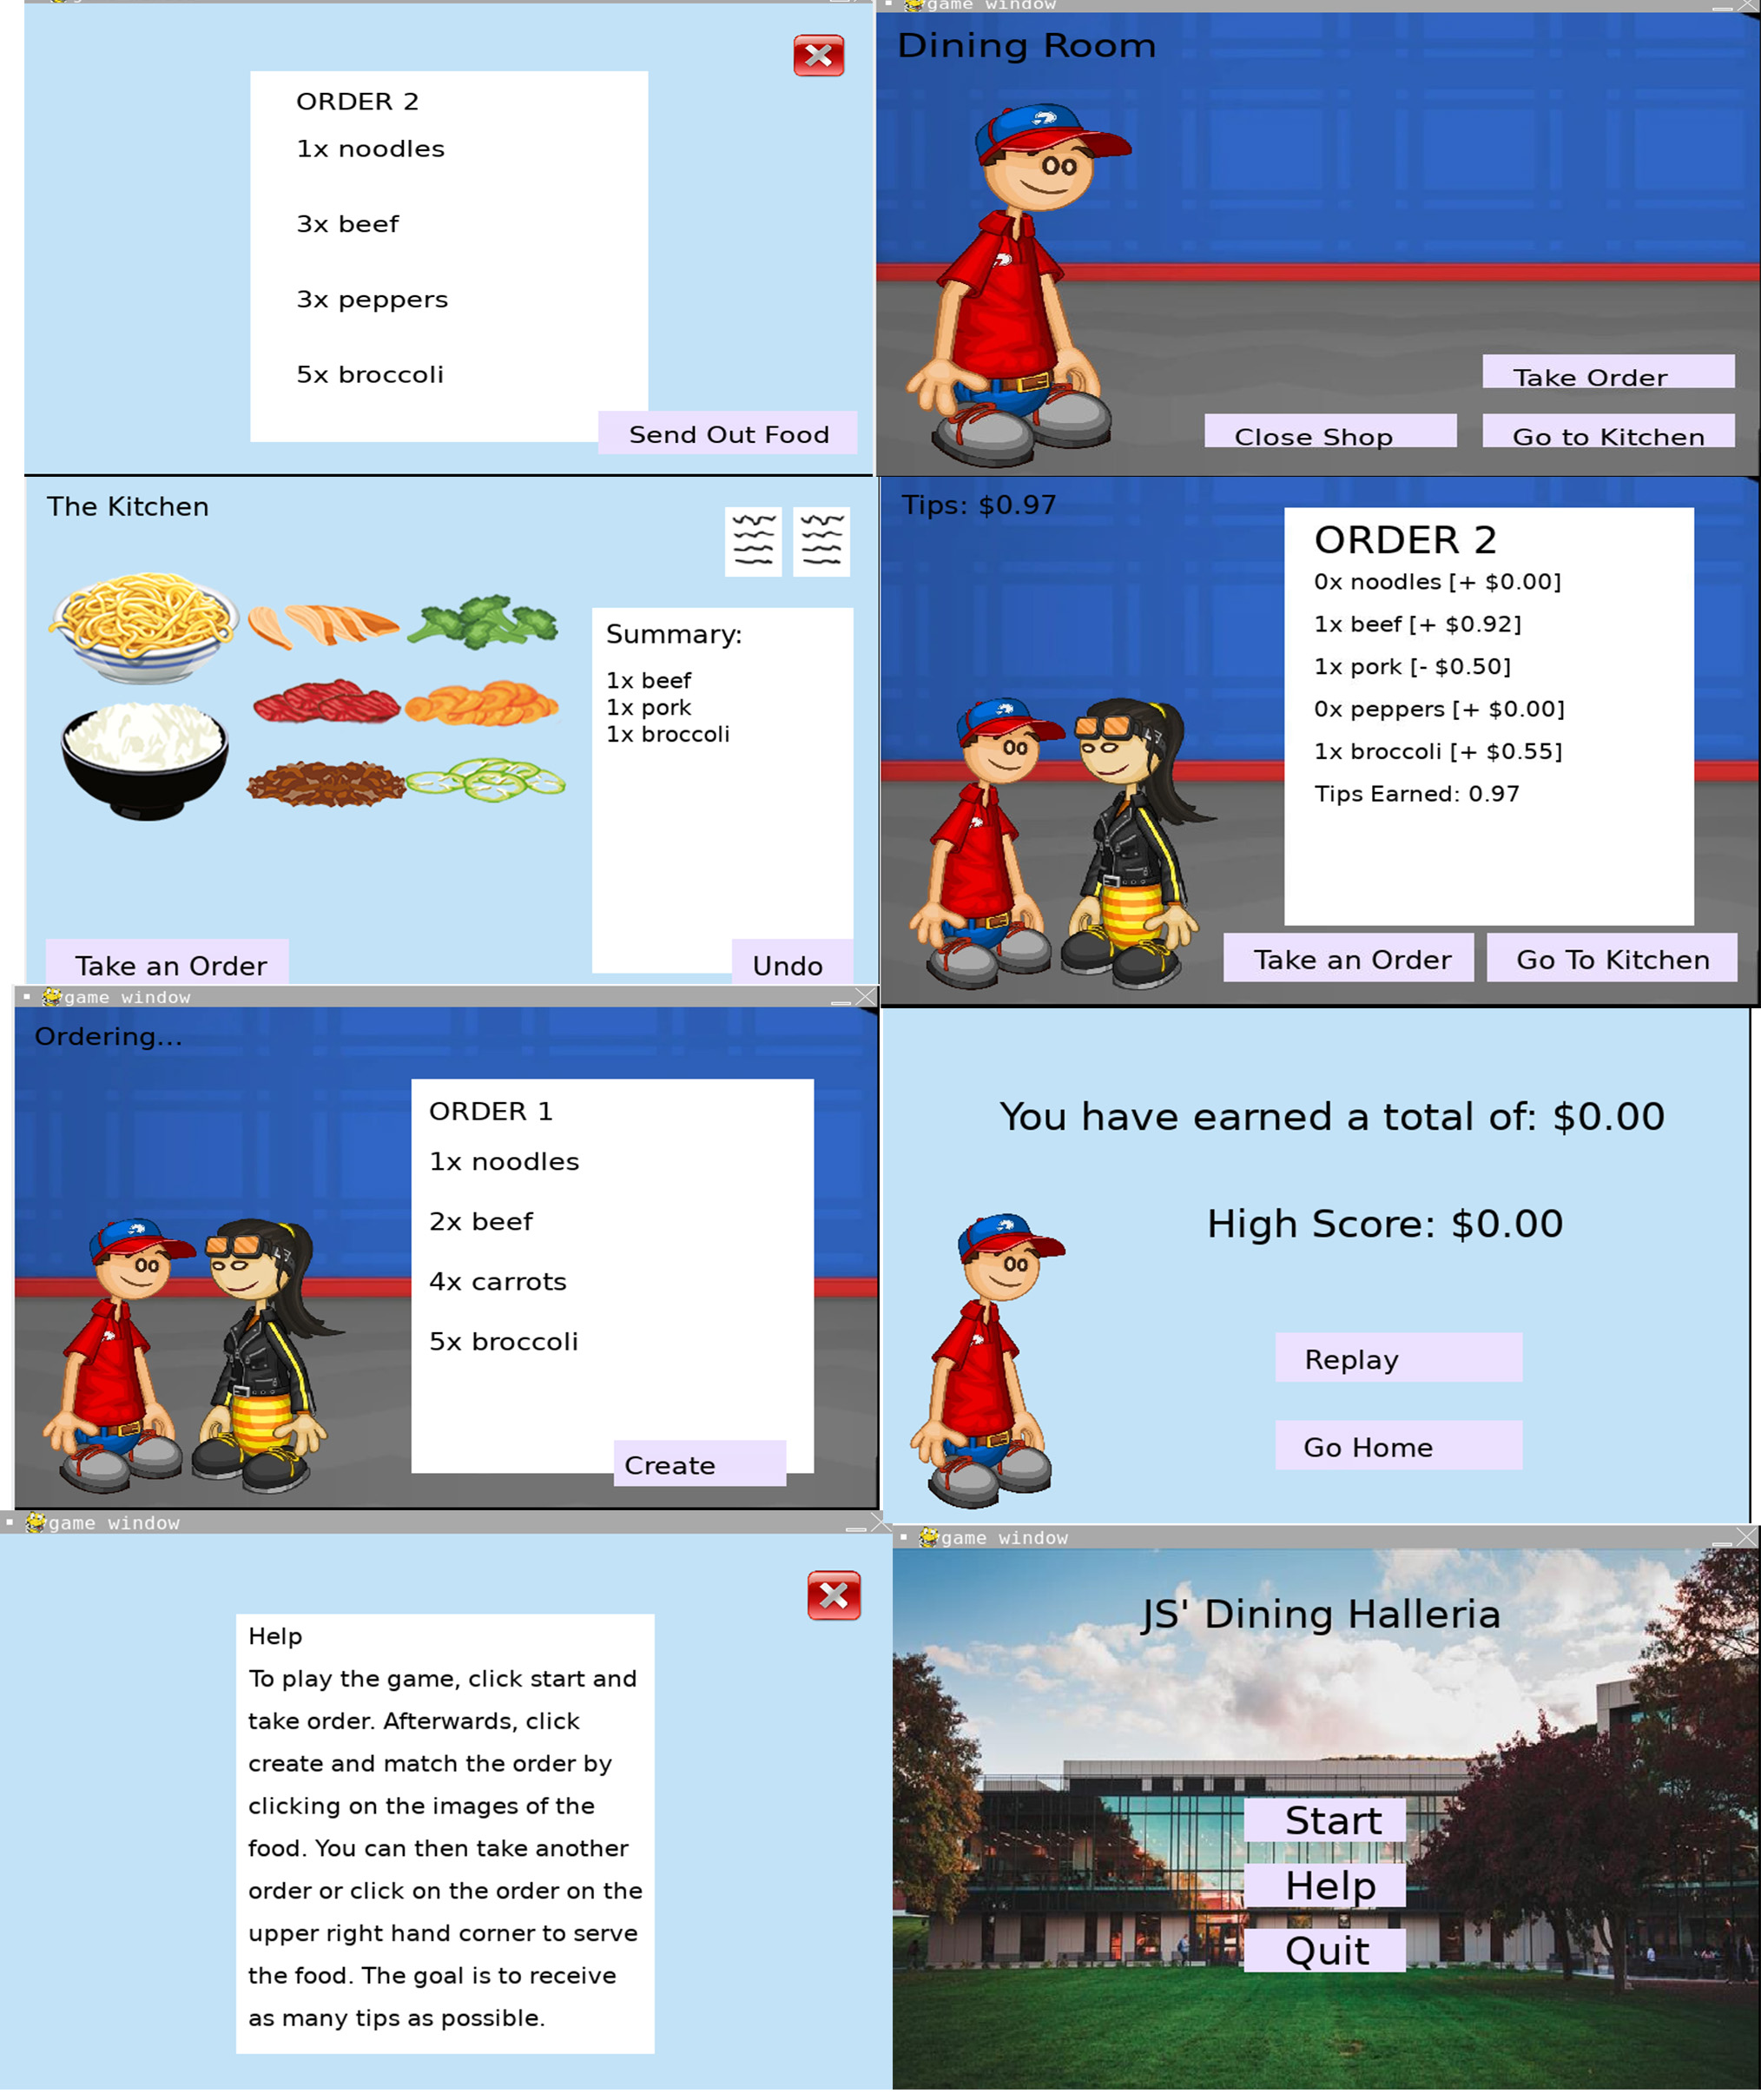 ORDER 2
1x noodles
3x beef
3x peppers
5x broccoli
Send Out Food
game window
Dining Room
Take Order
Close Shop
Go to Kitchen
The Kitchen
Summary:
1x beef
1x pork
1x broccoli
Take an Order
Undo
Tips: $0.97
ORDER 2
0x noodles [+ $0.00]
1x beef [+ $0.92]
1x pork [- $0.50]
0x peppers [+ $0.00]
1x broccoli [+ $0.55]
Tips Earned: 0.97
Take an Order
Go To Kitchen
game window
Ordering...
ORDER 1
1x noodles
2x beef
4x carrots
5x broccoli
Create
You have earned a total of: $0.00
High Score: $0.00
Replay
Go Home
game window
Help
To play the game, click start and
take order. Afterwards, click
create and match the order by
clicking on the images of the
food. You can then take another
order or click on the order on the
upper right hand corner to serve
the food. The goal is to receive
as many tips as possible.
game window
JS' Dining Halleria
Start
Help
Quit